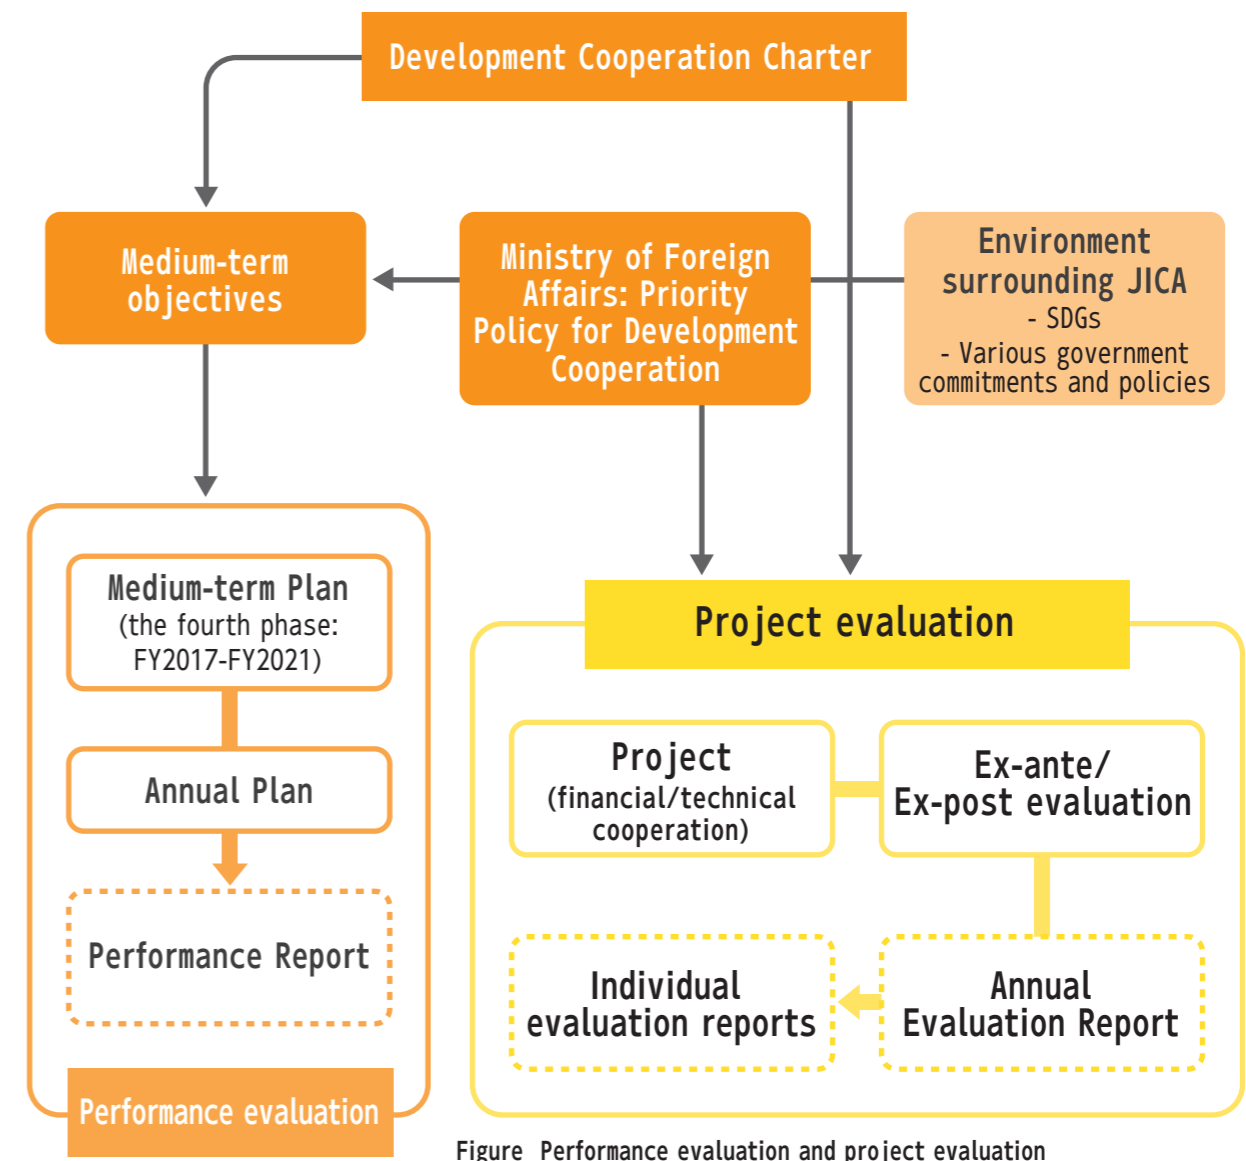 Development Cooperation Charter
Medium-term
objectives
Ministry of Foreign
Affairs: Priority
Policy for Development
Cooperation
Environment
surrounding JICA
- SDGs
- Various government
commitments and policies
Medium-term Plan
(the fourth phase:
FY2017-FY2021)
Annual Plan
Performance Report
Performance evaluation
Project evaluation
Project
(financial/technical
cooperation)
Ex-ante/
Ex-post evaluation
Individual
evaluation reports
Annual
Evaluation Report
Figure Performance evaluation and project evaluation